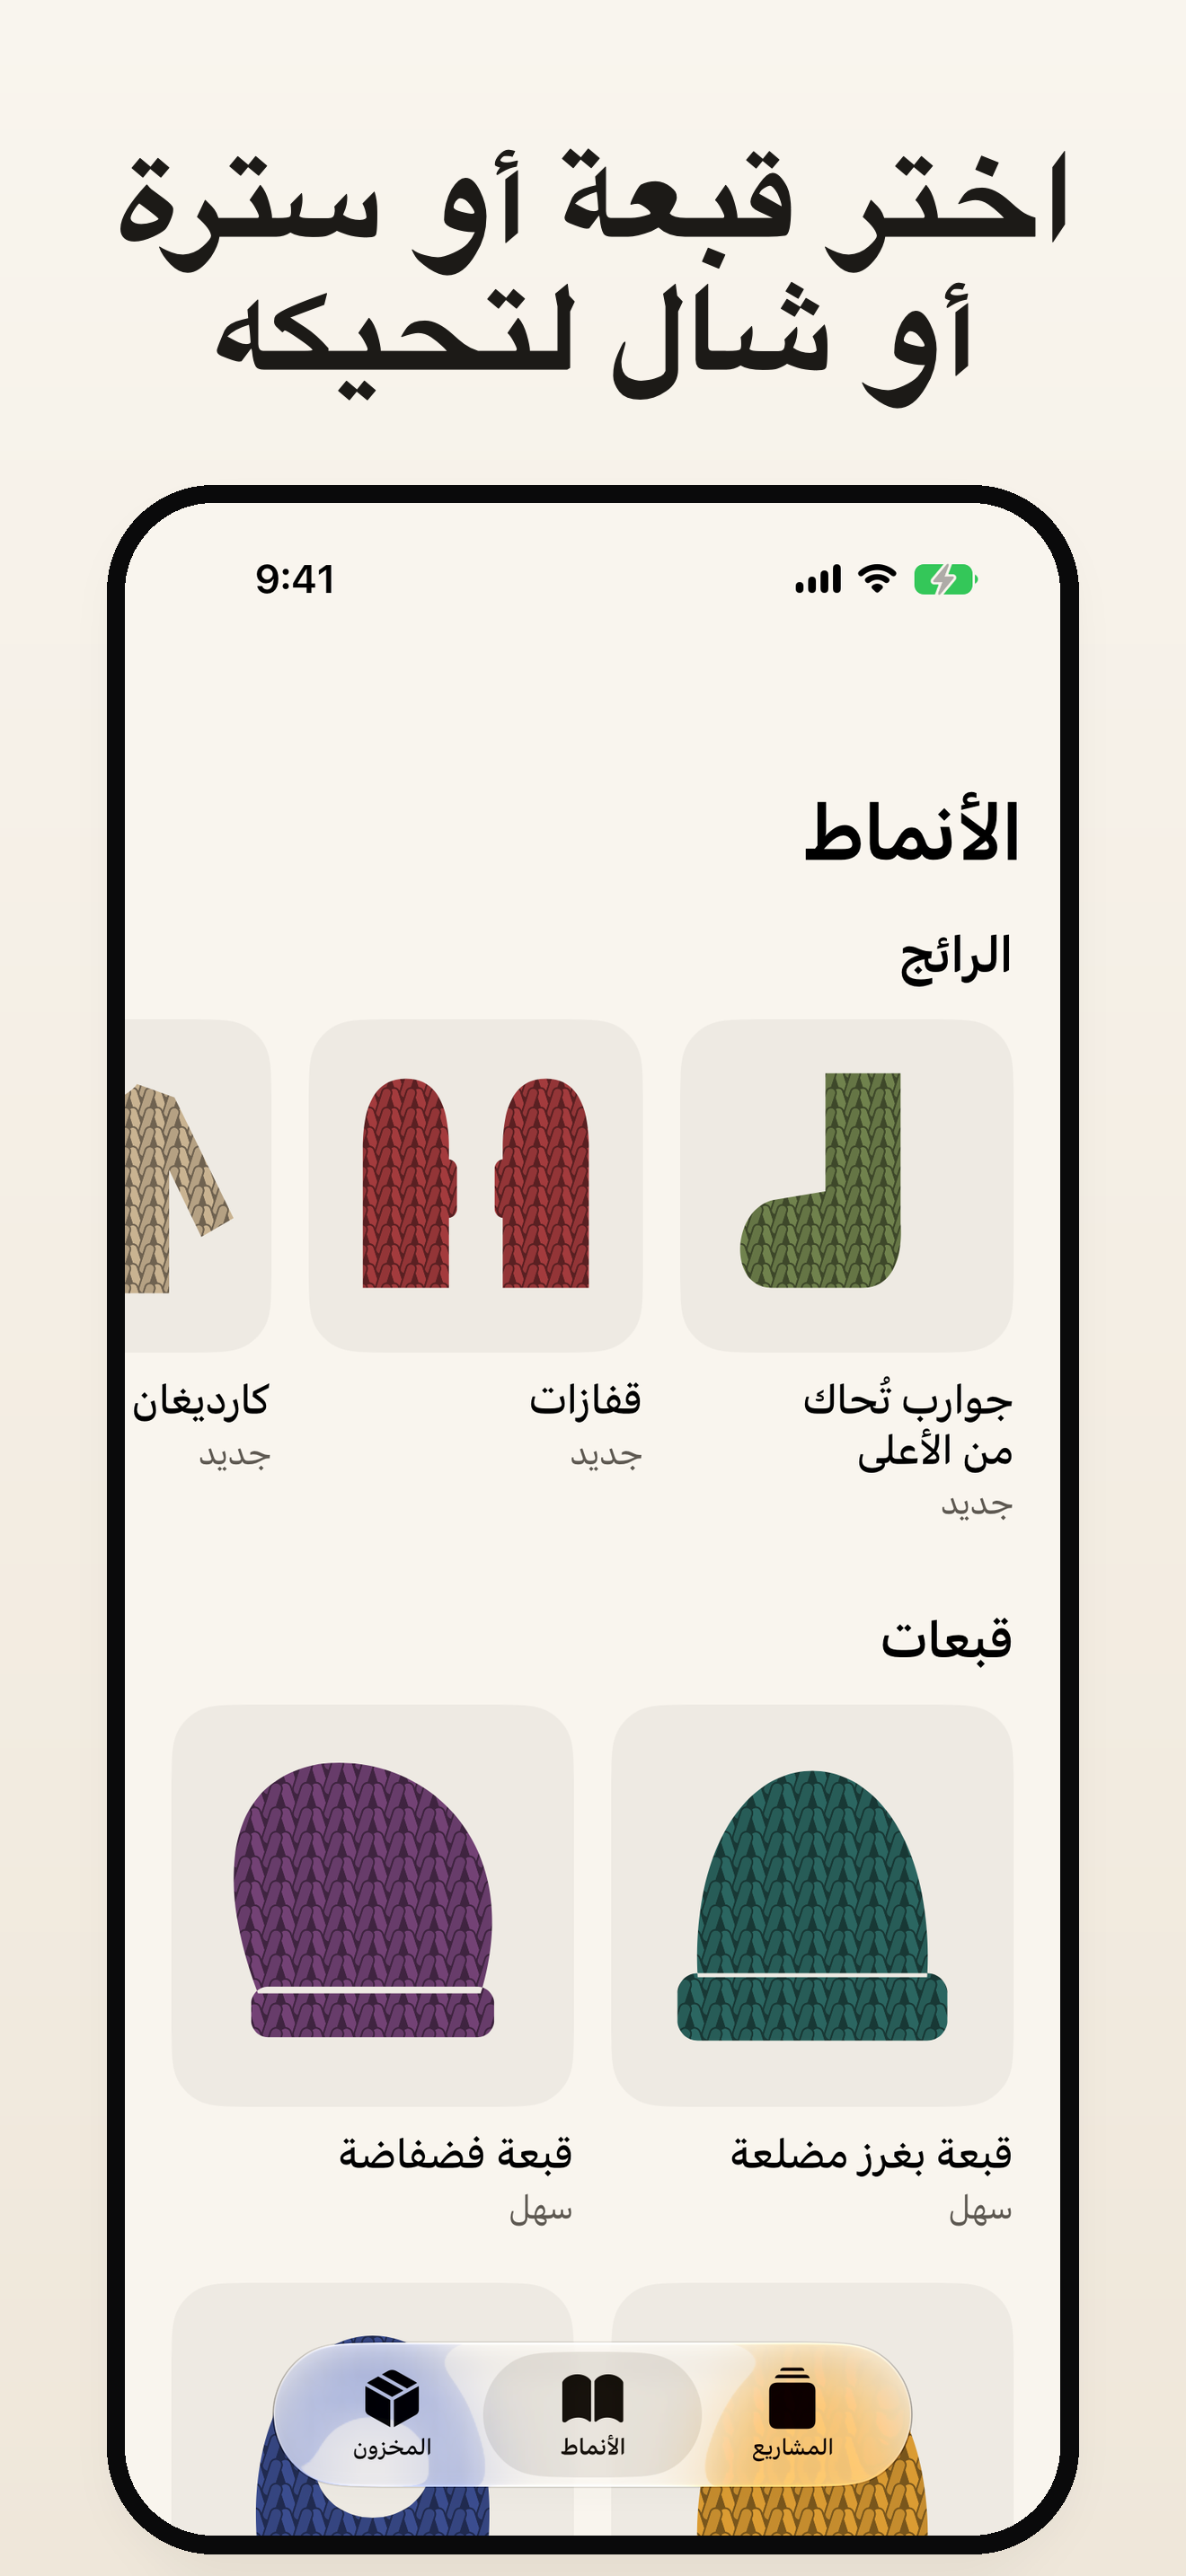 اختر قبعة أو سترة
أو شال لتحيكه
9:41
الأنماط
الرائج
جوارب تُحاك
من الأعلى
جديد
قفازات
جديد
كارديغان
جديد
قبعات
قبعة بغرز مضلعة
سهل
قبعة فضفاضة
سهل
المشاريع
الأنماط
المخزون